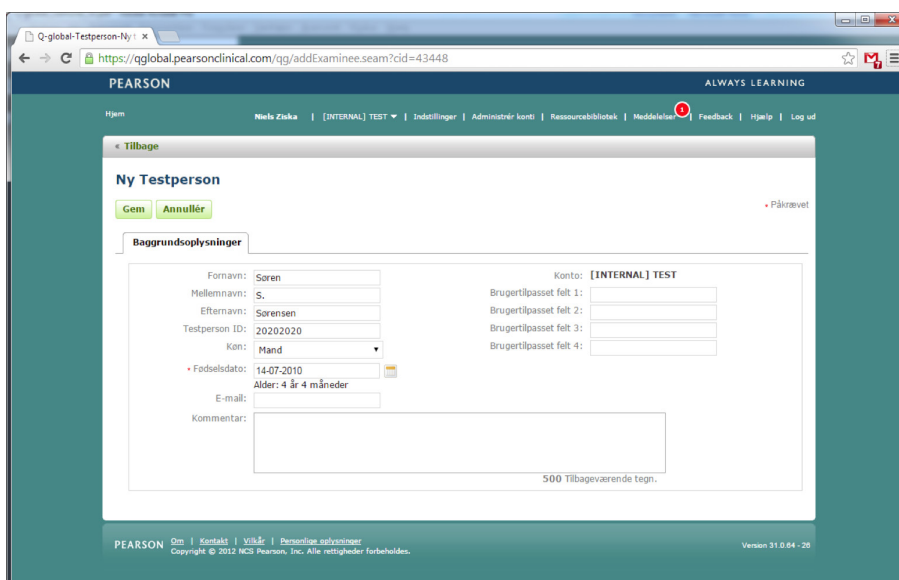 Q-global-Testperson-Ny t
https://qglobal.pearsonclinical.com/qg/addExaminee.seam?cid=43448
7
PEARSON
ALWAYS LEARNING
Hjem
Niels Ziska | [INTERNAL] TEST | Indstillinger | Administrér konti | Ressourcebibliotek | Meddelelser 1 | Feedback | Hjælp | Log ud
« Tilbage
Ny Testperson
Gem Annullér
• Påkrævet
Baggrundsoplysninger
Fornavn: Søren
Konto: [INTERNAL] TEST
Mellemnavn: S.
Brugertilpasset felt 1:
Efternavn: Sørensen
Brugertilpasset felt 2:
Testperson ID: 20202020
Brugertilpasset felt 3:
Køn: Mand
Brugertilpasset felt 4:
• Fødselsdato: 14-07-2010
Alder: 4 år 4 måneder
E-mail:
Kommentar:
500 Tilbageværende tegn.
PEARSON
Om | Kontakt | Vilkår | Personlige oplysninger
Copyright © 2012 NCS Pearson, Inc. Alle rettigheder forbeholdes.
Version 31.0.64 - 26